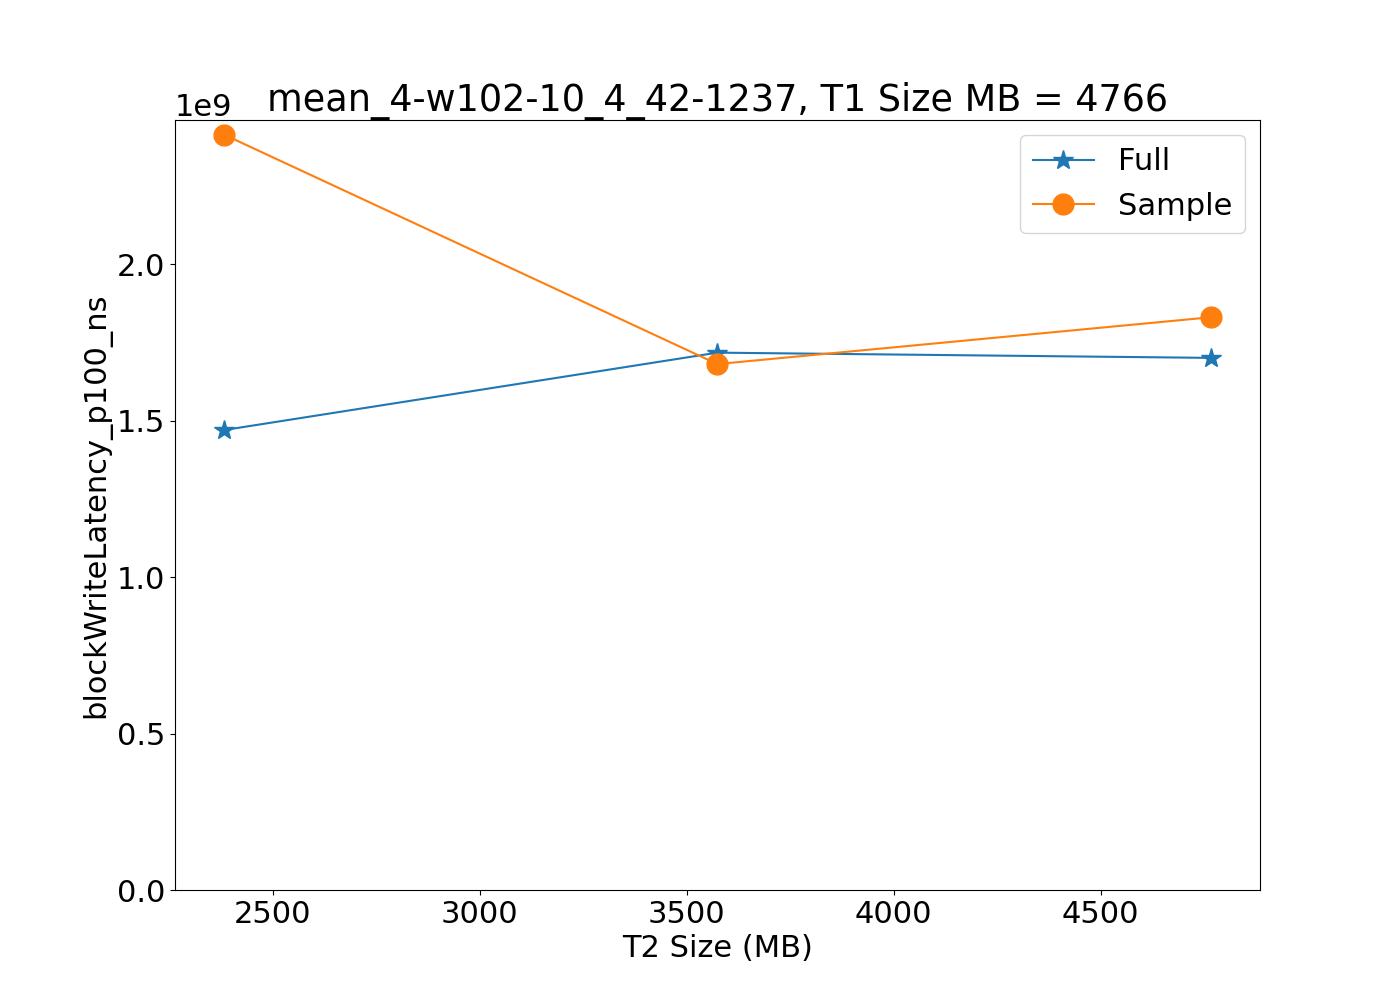 1e9
mean_4-w102-10_4_42-1237, T1 Size MB = 4766
Full
Sample
blockWriteLatency_p100_ns
2.0
1.5
1.0
0.5
0.0
2500 3000 3500 4000 4500
T2 Size (MB)